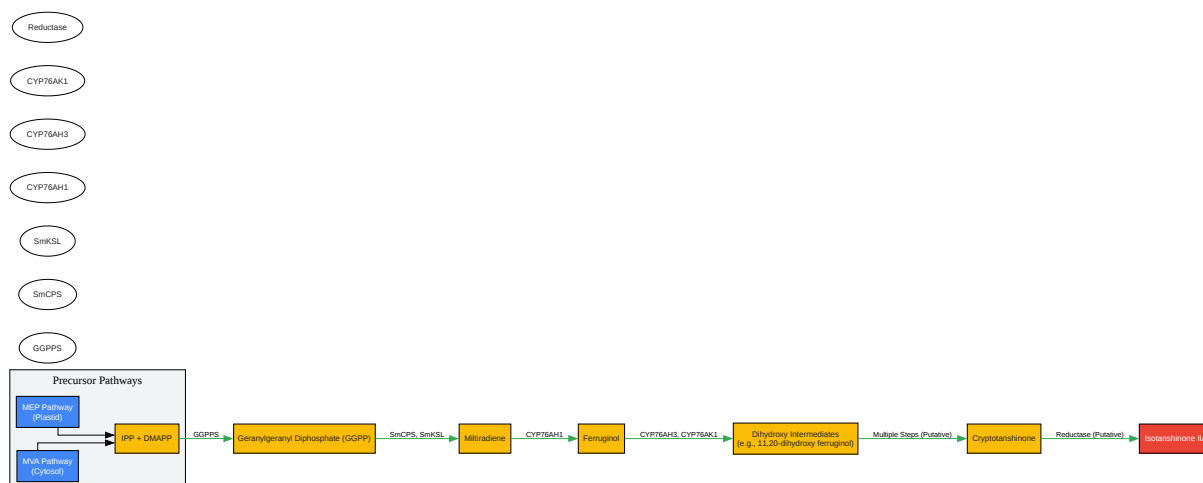 Reductase
CYP76AK1
CYP76AH3
CYP76AH1
SmKSL
SmCPS
GGPPS
Precursor Pathways
MEP Pathway
(Plastid)
MVA Pathway
(Cytosol)
IPP + DMAPP
GGPPS
Geranylgeranyl Diphosphate (GGPP)
SmCPS, SmKSL
Miltiradiene
CYP76AH1
Ferruginol
CYP76AH3, CYP76AK1
Dihydroxy Intermediates
(e.g., 11,20-dihydroxy ferruginol)
Multiple Steps (Putative)
Cryptotanshinone
Reductase (Putative)
Isotanshinone II